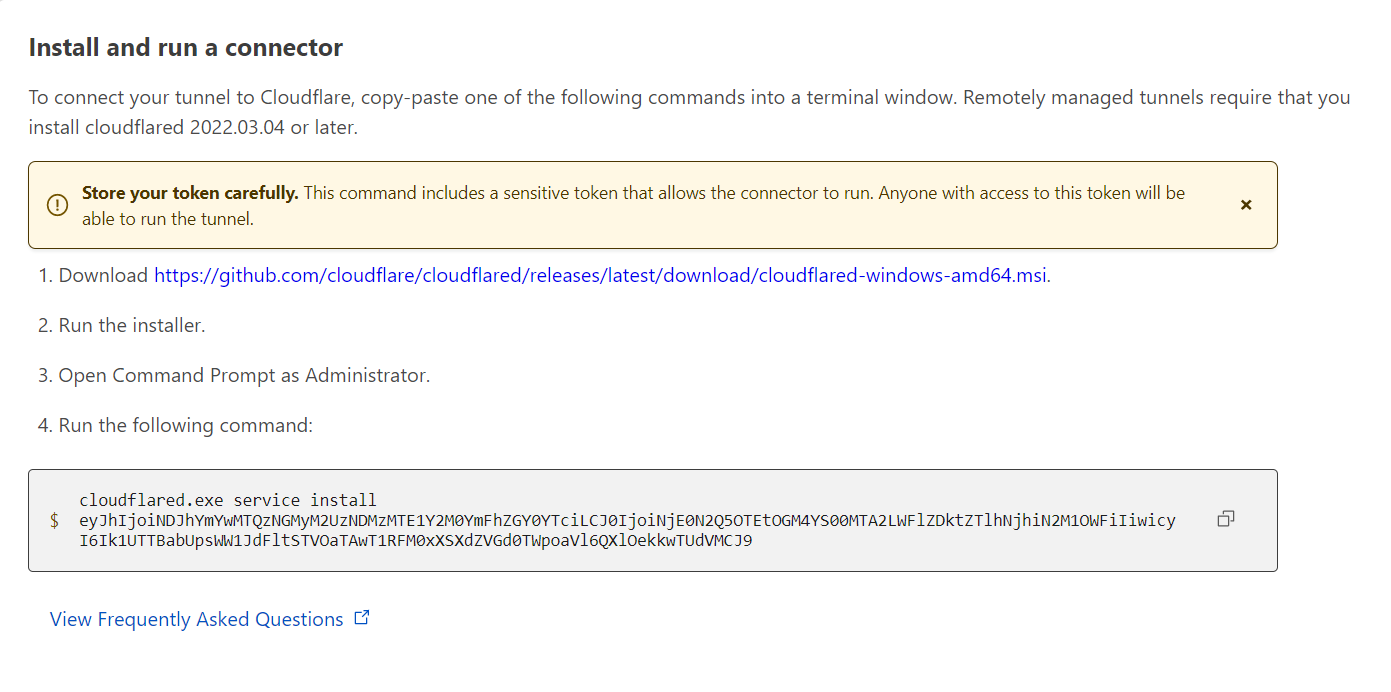 Install and run a connector
To connect your tunnel to Cloudflare, copy-paste one of the following commands into a terminal window. Remotely managed tunnels require that you
install cloudflared 2022.03.04 or later.
Store your token carefully. This command includes a sensitive token that allows the connector to run. Anyone with access to this token will be
able to run the tunnel.
1. Download https://github.com/cloudflare/cloudflared/releases/latest/download/cloudflared-windows-amd64.msi.
2. Run the installer.
3. Open Command Prompt as Administrator.
4. Run the following command:
cloudflared.exe service install
$ eyJhIjoiNDJhYmYwMTQzNGMyM2UzNDMzMTE1Y2M0YmFhZGY0YTciLCJ0IjoiNjE0N2Q5OTEtOGM4YS00MTA2LWFlZDktZTlhNjhiN2M1OWFiIiwicy
I6Ik1UTTBabUpsWW1JdFltSTVOaTAwT1RFM0xXSXdZVGd0TWpoaVl6QXlOekkwTUdVMCJ9
View Frequently Asked Questions